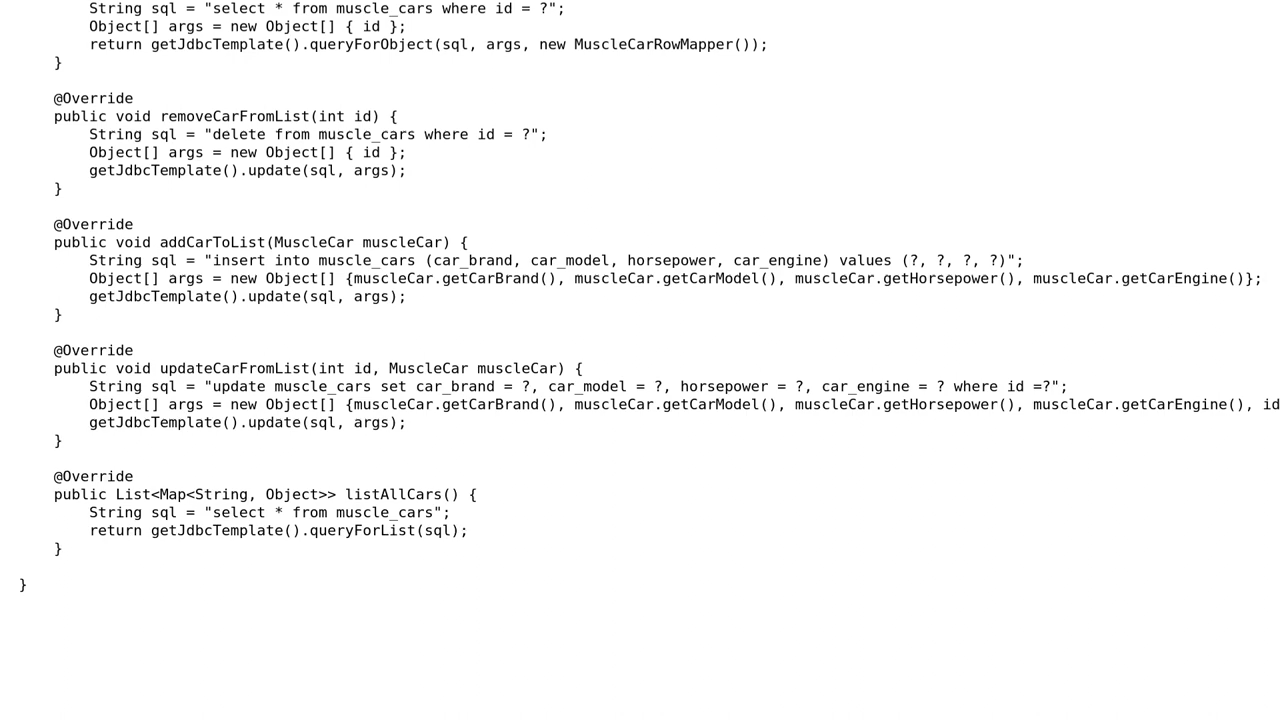 String sql = "select * from muscle_cars where id = ?";
Object[] args = new Object[] { id };
return getJdbcTemplate().queryForObject(sql, args, new MuscleCarRowMapper());
}
@Override
public void removeCarFromList(int id) {
String sql = "delete from muscle_cars where id = ?";
Object[] args = new Object[] { id };
getJdbcTemplate().update(sql, args);
}
@Override
public void addCarToList(MuscleCar muscleCar) {
String sql = "insert into muscle_cars (car_brand, car_model, horsepower, car_engine) values (?, ?, ?, ?)";
Object[] args = new Object[] {muscleCar.getCarBrand(), muscleCar.getCarModel(), muscleCar.getHorsepower(), muscleCar.getCarEngine()};
getJdbcTemplate().update(sql, args);
}
@Override
public void updateCarFromList(int id, MuscleCar muscleCar) {
String sql = "update muscle_cars set car_brand = ?, car_model = ?, horsepower = ?, car_engine = ? where id =?";
Object[] args = new Object[] {muscleCar.getCarBrand(), muscleCar.getCarModel(), muscleCar.getHorsepower(), muscleCar.getCarEngine(), id
getJdbcTemplate().update(sql, args);
}
@Override
public List<Map<String, Object>> listAllCars() {
String sql = "select * from muscle_cars";
return getJdbcTemplate().queryForList(sql);
}
}